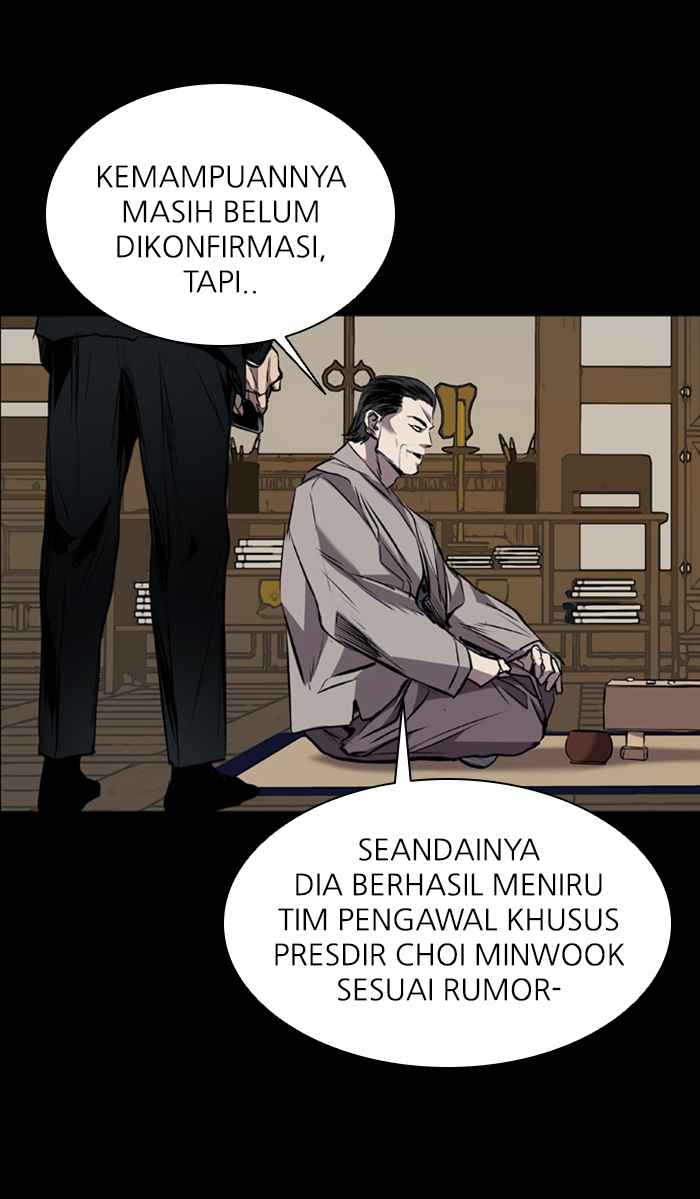 KEMAMPUANNYA
MASIH BELUM
DIKONFIRMASI,
TAPI..
SEANDAINYA
DIA BERHASIL MENIRU
TIM PENGAWAL KHUSUS
PRESDIR CHOI MINWOOK
SESUAI RUMOR-